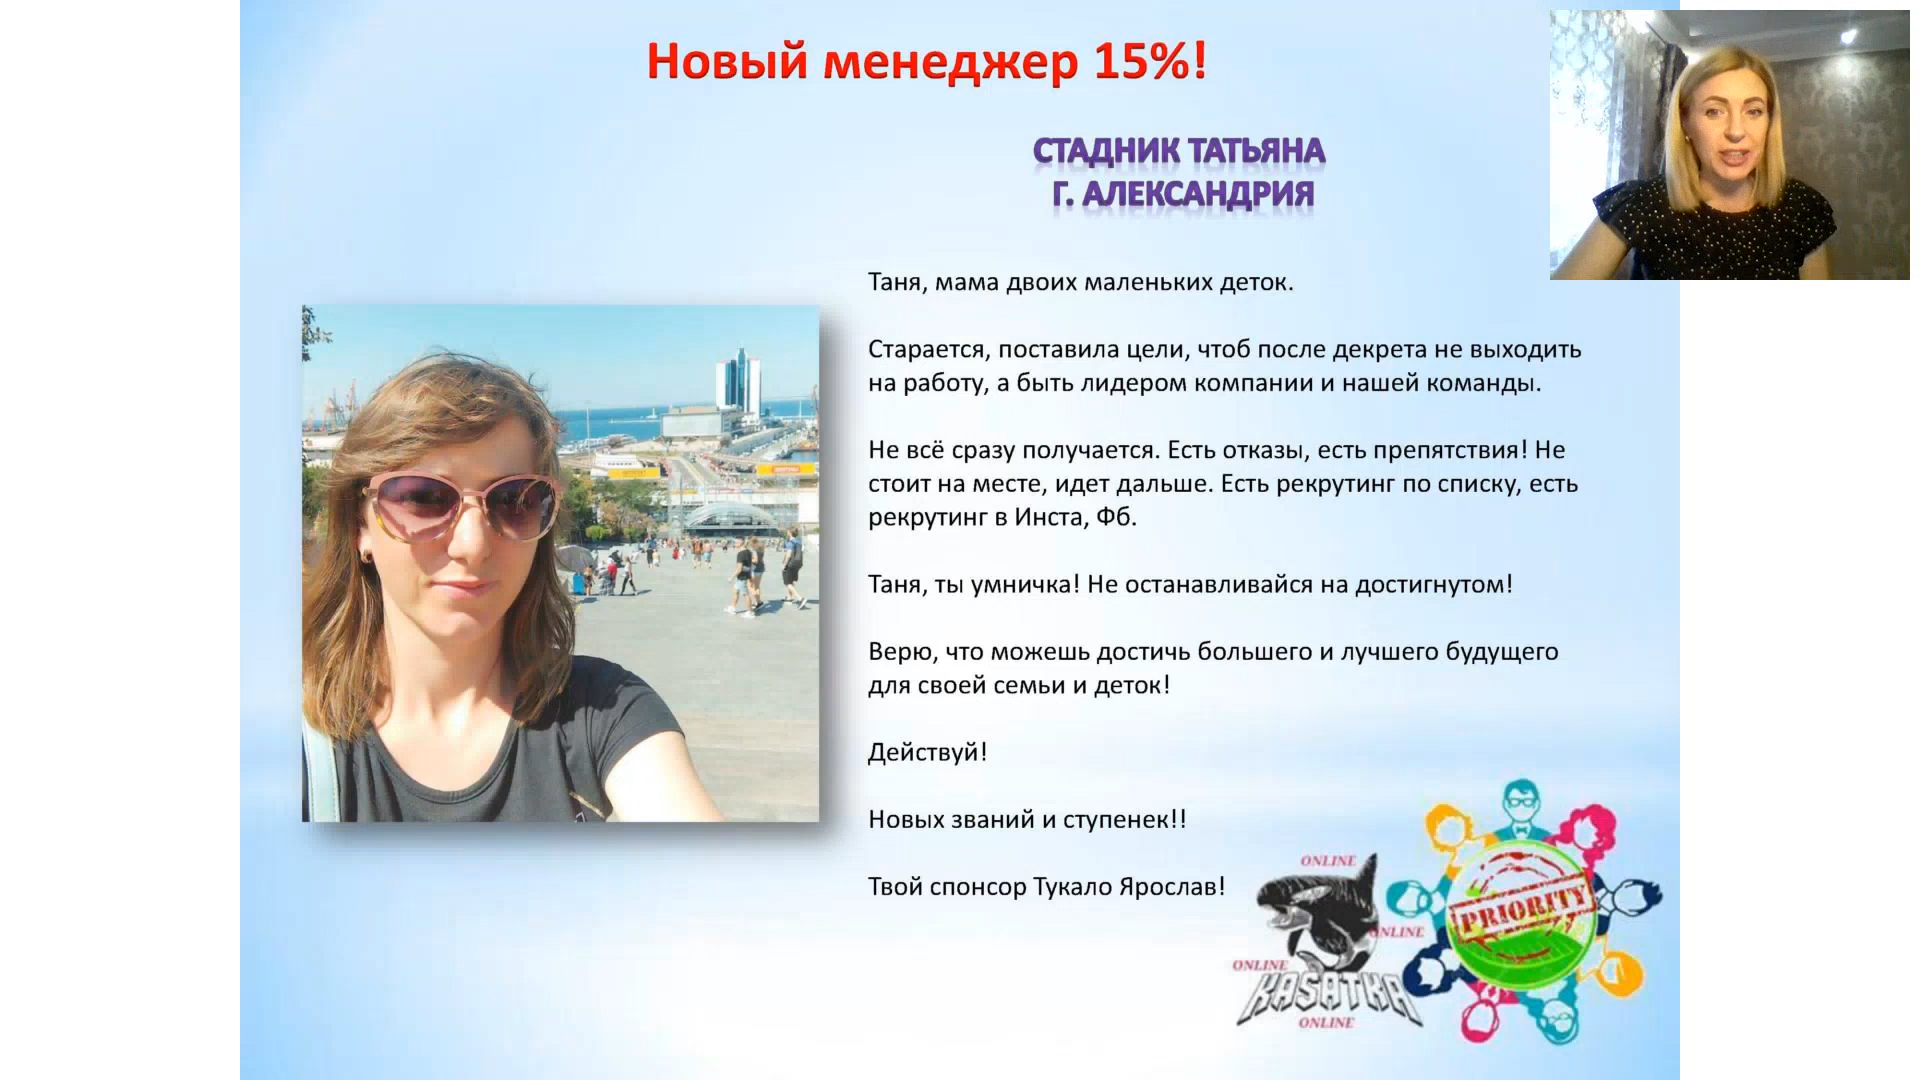 Новый менеджер 15%!
СТАДНИК ТАТЬЯНА
Г. АЛЕКСАНДРИЯ
Таня, мама двоих маленьких деток.
Старается, поставила цели, чтоб после декрета не выходить
на работу, а быть лидером компании и нашей команды.
Не всё сразу получается. Есть отказы, есть препятствия! Не
стоит на месте, идет дальше. Есть рекрутинг по списку, есть
рекрутинг в Инста, Фб.
Таня, ты умничка! Не останавливайся на достигнутом!
Верю, что можешь достичь большего и лучшего будущего
для своей семьи и деток!
Действуй!
Новых званий и ступенек!!
Твой спонсор Тукало Ярослав!
ONLINE
ONLINE
ONLINE
KASATKA
ONLINE
PRIORITY